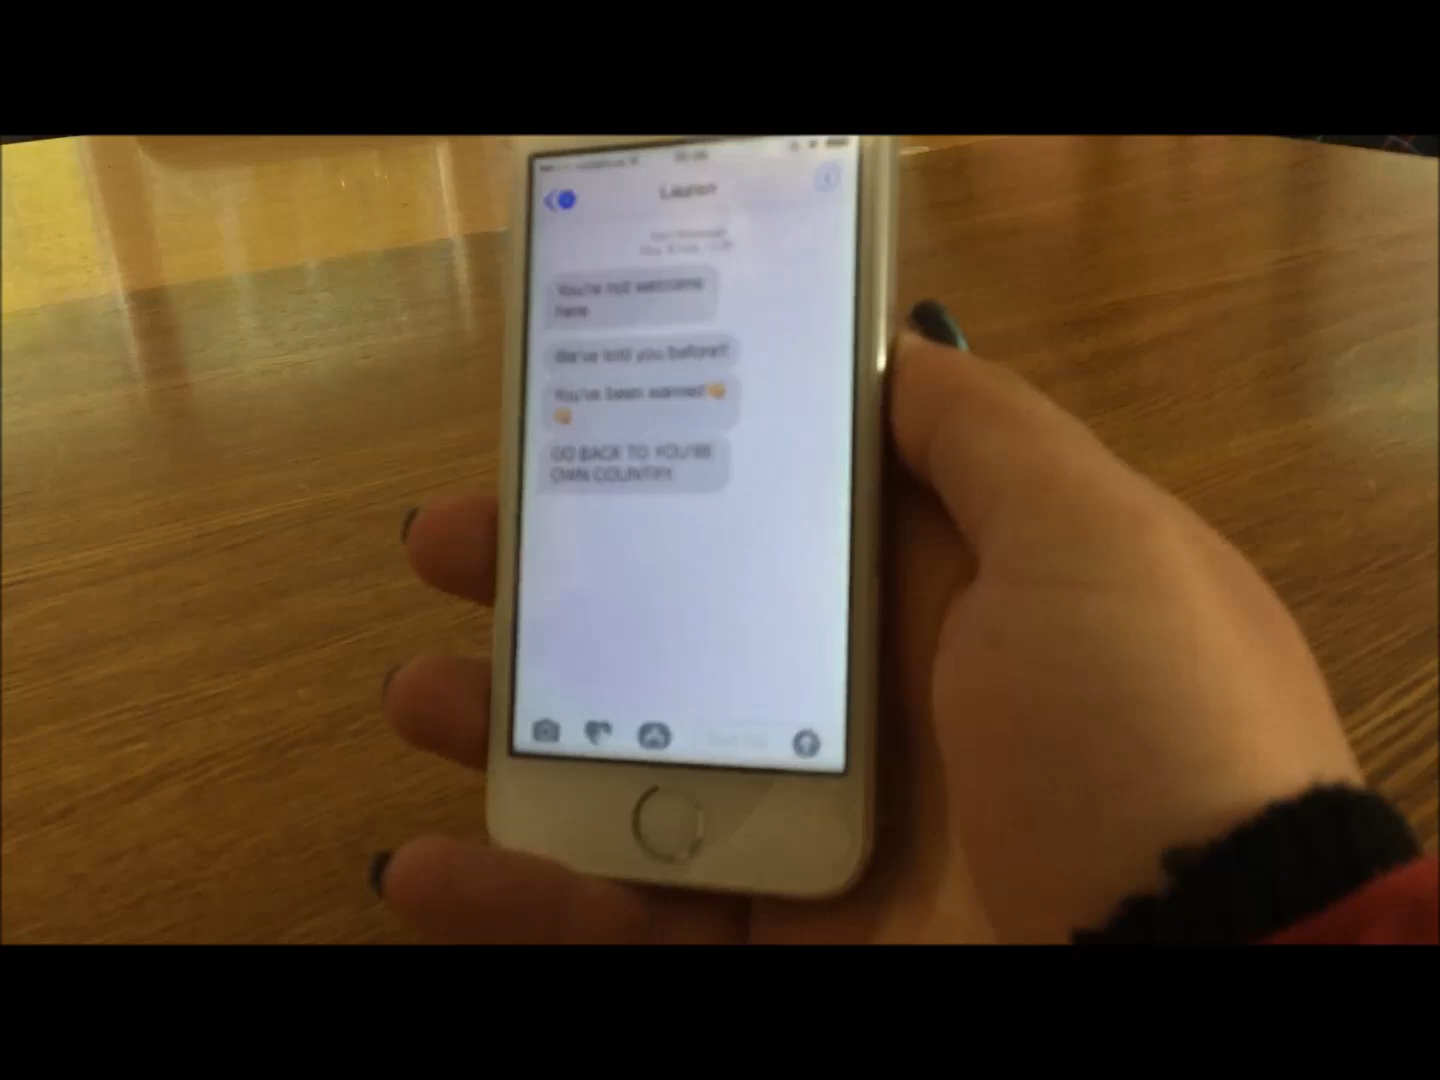 Lauren
You're not welcome
here
We've told you before!!
You've been warned👊
👊
GO BACK TO YOU'RE
OWN COUNTRY